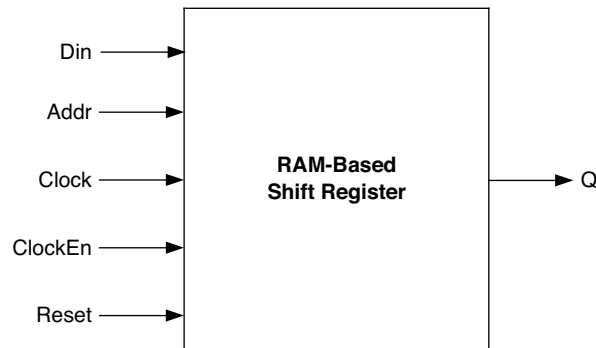 Din
Addr
Clock
ClockEn
Reset
RAM-Based
Shift Register
Q